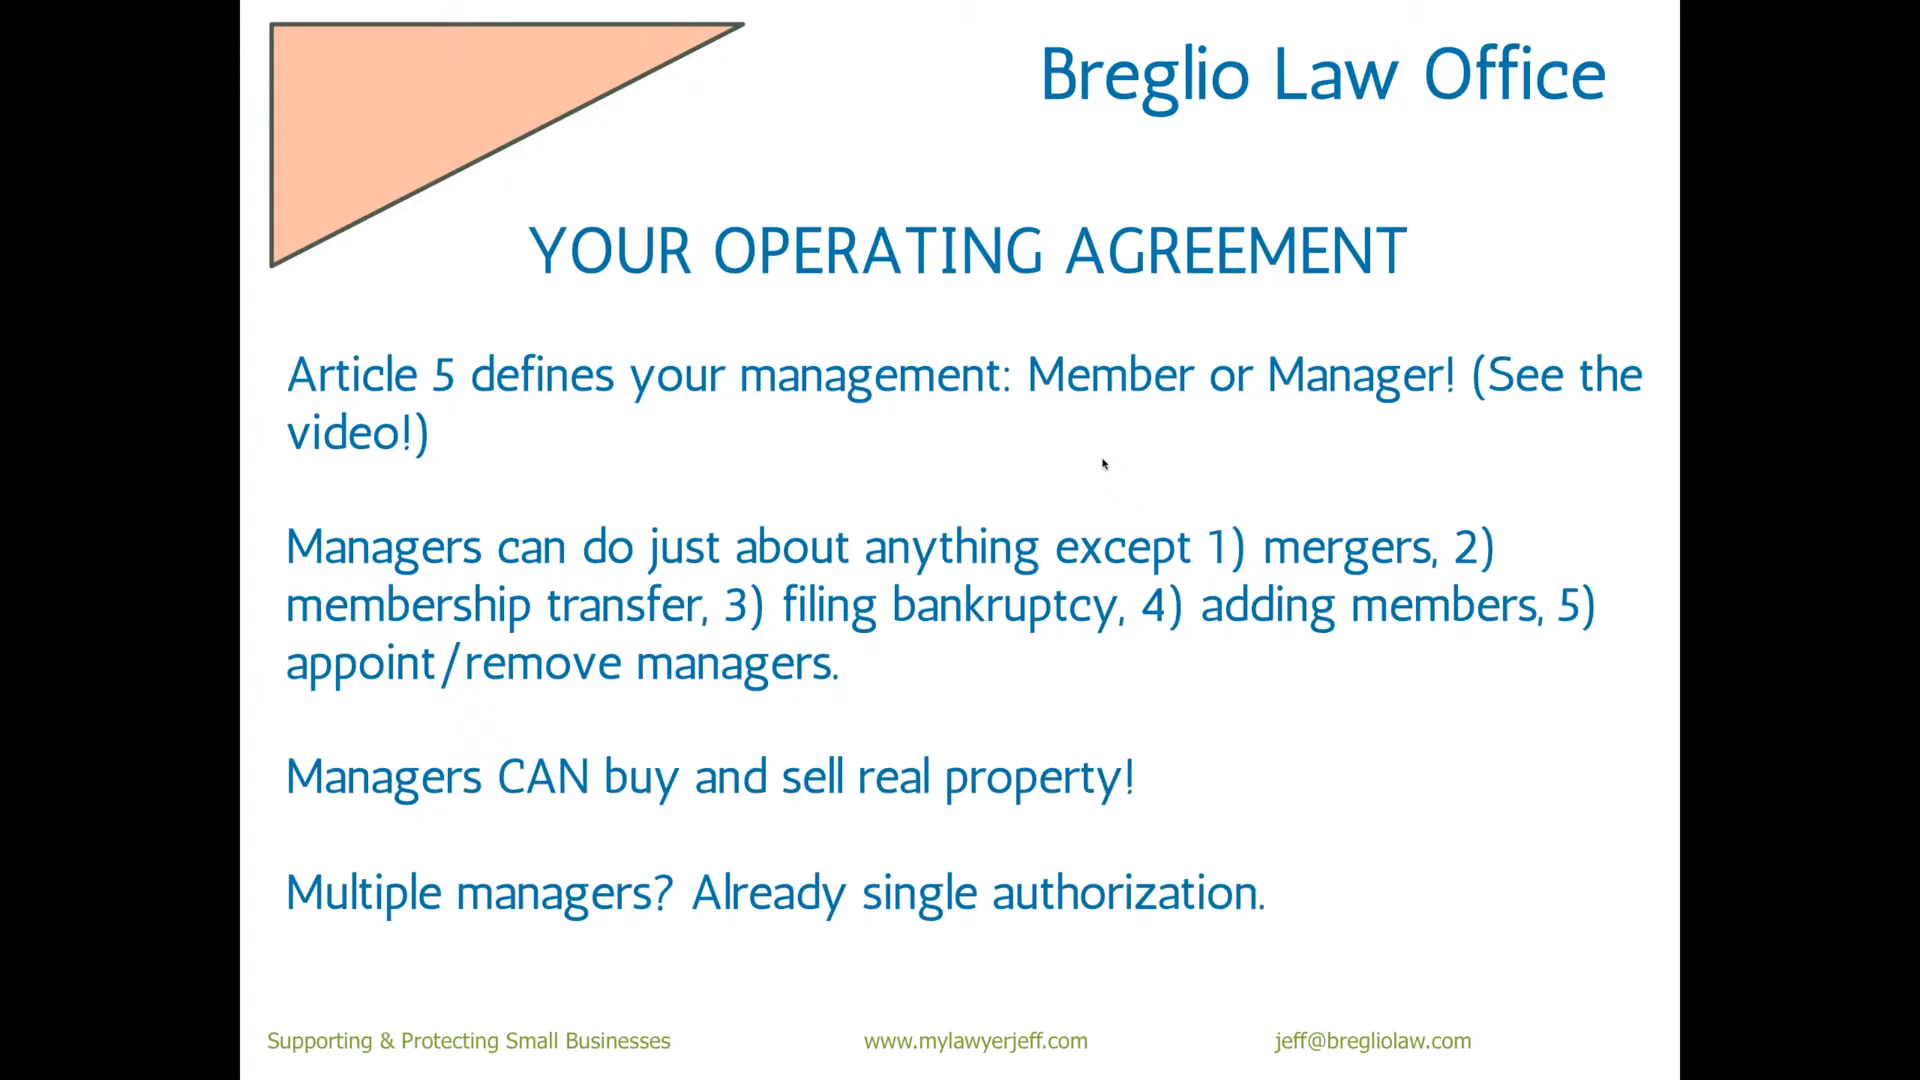 Breglio Law Office
YOUR OPERATING AGREEMENT
Article 5 defines your management: Member or Manager! (See the
video!)
Managers can do just about anything except 1) mergers, 2)
membership transfer, 3) filing bankruptcy, 4) adding members, 5)
appoint/remove managers.
Managers CAN buy and sell real property!
Multiple managers? Already single authorization.
Supporting & Protecting Small Businesses www.mylawyerjeff.com jeff@bregliolaw.com